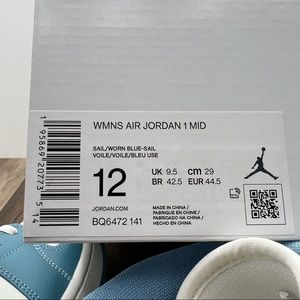 WMNS AIR JORDAN 1 MID
SAIL/WORN BLUE-SAIL
VOILE/VOILE/BLEU USE
12
UK 9.5 cm 29
BR 42.5 EUR 44.5
JORDAN.COM
BQ6472 141
MADE IN CHINA/
FABRIQUE EN CHINE/
FABRICADO NA CHINA/
HECHO EN CHINA
1 95869 20773 5 14